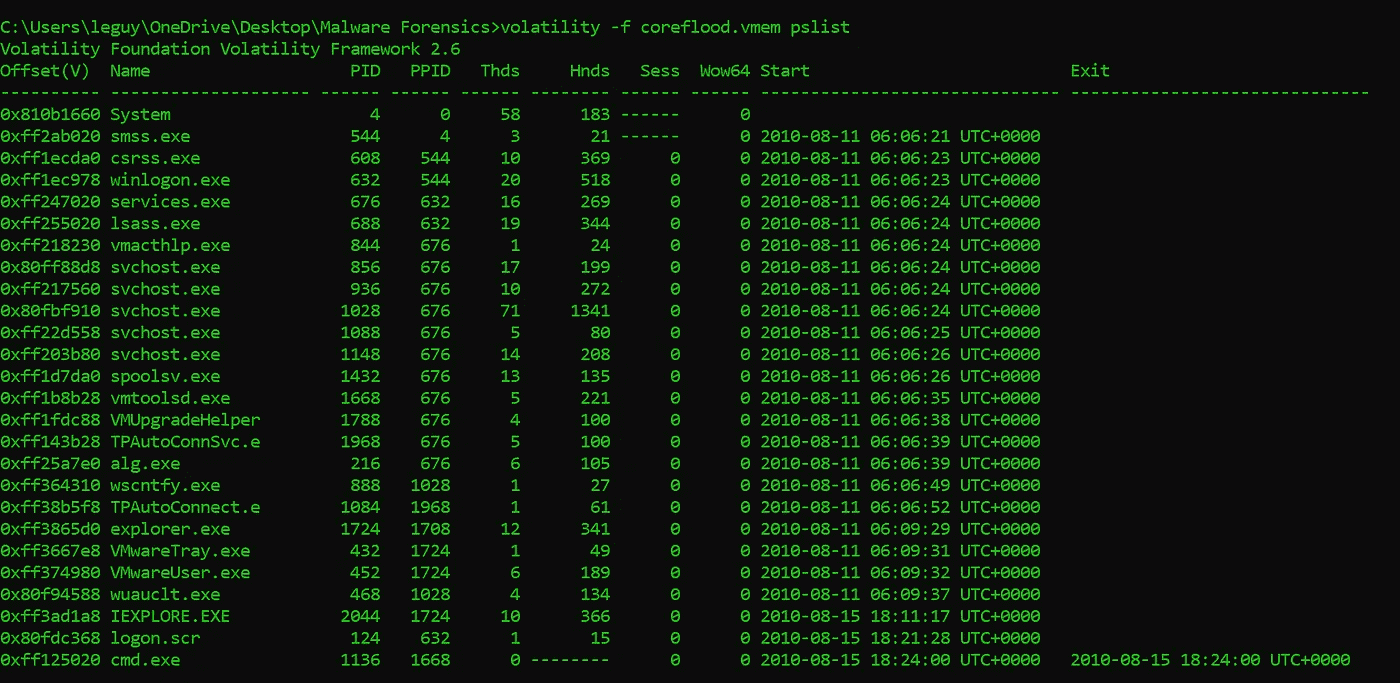 C:\Users\leguy\OneDrive\Desktop\Malware Forensics>volatility -f coreflood.vmem pslist
Volatility Foundation Volatility Framework 2.6
Offset(V)  Name                    PID   PPID   Thds     Hnds   Sess  Wow64 Start                          Exit
---------- -------------------- ------ ------ ------ -------- ------ ------ ------------------------------ ------------------------------
0x810b1660 System                    4      0     58      183 ------      0
0xff2ab020 smss.exe                544      4      3       21 ------      0 2010-08-11 06:06:21 UTC+0000
0xff1ecda0 csrss.exe               608    544     10      369      0      0 2010-08-11 06:06:23 UTC+0000
0xff1ec978 winlogon.exe            632    544     20      518      0      0 2010-08-11 06:06:23 UTC+0000
0xff247020 services.exe            676    632     16      269      0      0 2010-08-11 06:06:24 UTC+0000
0xff255020 lsass.exe               688    632     19      344      0      0 2010-08-11 06:06:24 UTC+0000
0xff218230 vmacthlp.exe            844    676      1       24      0      0 2010-08-11 06:06:24 UTC+0000
0x80ff88d8 svchost.exe             856    676     17      199      0      0 2010-08-11 06:06:24 UTC+0000
0xff217560 svchost.exe             936    676     10      272      0      0 2010-08-11 06:06:24 UTC+0000
0x80fbf910 svchost.exe            1028    676     71     1341      0      0 2010-08-11 06:06:24 UTC+0000
0xff22d558 svchost.exe            1088    676      5       80      0      0 2010-08-11 06:06:25 UTC+0000
0xff203b80 svchost.exe            1148    676     14      208      0      0 2010-08-11 06:06:26 UTC+0000
0xff1d7da0 spoolsv.exe            1432    676     13      135      0      0 2010-08-11 06:06:26 UTC+0000
0xff1b8b28 vmtoolsd.exe           1668    676      5      221      0      0 2010-08-11 06:06:35 UTC+0000
0xff1fdc88 VMUpgradeHelper        1788    676      4      100      0      0 2010-08-11 06:06:38 UTC+0000
0xff143b28 TPAutoConnSvc.e        1968    676      5      100      0      0 2010-08-11 06:06:39 UTC+0000
0xff25a7e0 alg.exe                 216    676      6      105      0      0 2010-08-11 06:06:39 UTC+0000
0xff364310 wscntfy.exe             888   1028      1       27      0      0 2010-08-11 06:06:49 UTC+0000
0xff38b5f8 TPAutoConnect.e        1084   1968      1       61      0      0 2010-08-11 06:06:52 UTC+0000
0xff3865d0 explorer.exe           1724   1708     12      341      0      0 2010-08-11 06:09:29 UTC+0000
0xff3667e8 VMwareTray.exe          432   1724      1       49      0      0 2010-08-11 06:09:31 UTC+0000
0xff374980 VMwareUser.exe          452   1724      6      189      0      0 2010-08-11 06:09:32 UTC+0000
0x80f94588 wuauclt.exe             468   1028      4      134      0      0 2010-08-11 06:09:37 UTC+0000
0xff3ad1a8 IEXPLORE.EXE           2044   1724     10      366      0      0 2010-08-15 18:11:17 UTC+0000
0x80fdc368 logon.scr               124    632      1       15      0      0 2010-08-15 18:21:28 UTC+0000
0xff125020 cmd.exe                1136   1668      0 --------      0      0 2010-08-15 18:24:00 UTC+0000   2010-08-15 18:24:00 UTC+0000